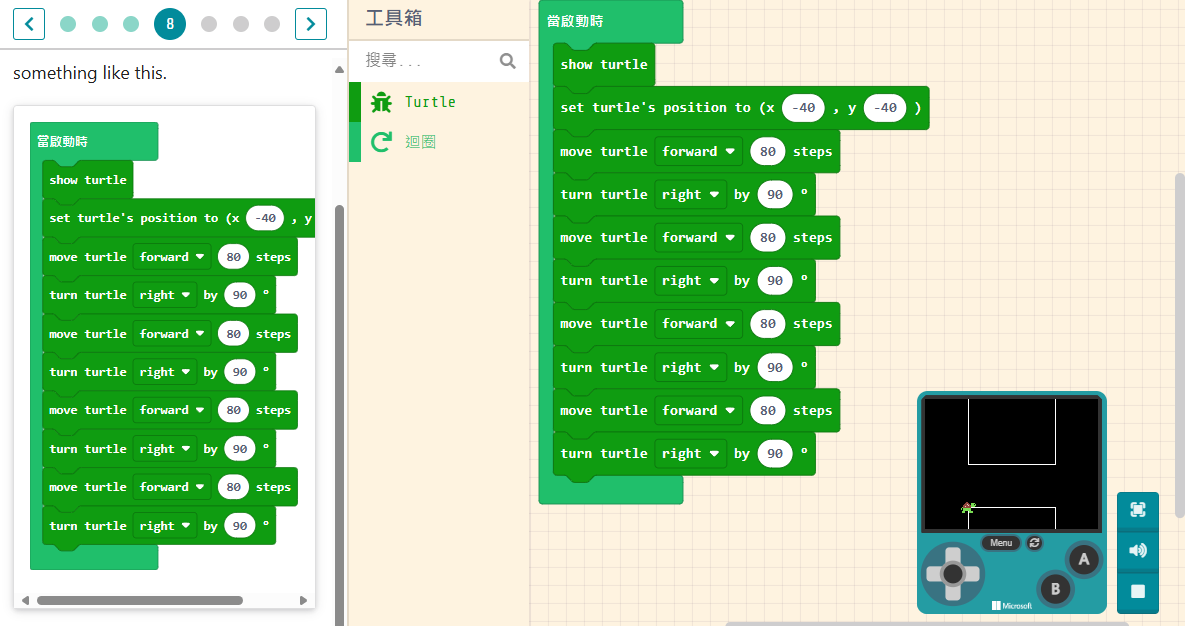 8
something like this.
當啟動時
show turtle
set turtle's position to (x -40 , y
move turtle forward 80 steps
turn turtle right by 90 °
move turtle forward 80 steps
turn turtle right by 90 °
move turtle forward 80 steps
turn turtle right by 90 °
move turtle forward 80 steps
turn turtle right by 90 °
工具箱
搜尋...
Turtle
迴圈
當啟動時
show turtle
set turtle's position to (x -40 , y -40 )
move turtle forward 80 steps
turn turtle right by 90 °
move turtle forward 80 steps
turn turtle right by 90 °
move turtle forward 80 steps
turn turtle right by 90 °
move turtle forward 80 steps
turn turtle right by 90 °
Menu
A
B
Microsoft